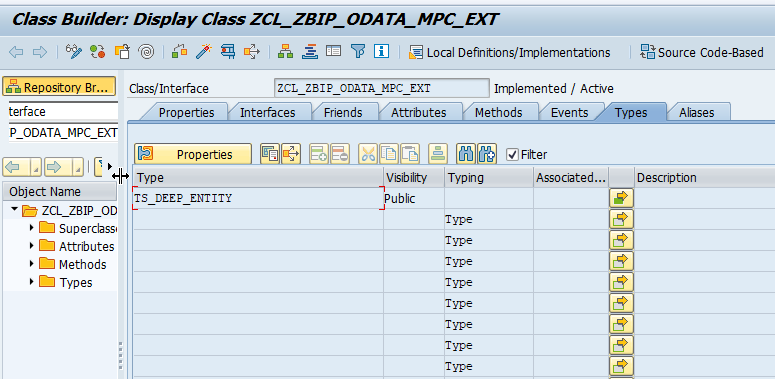 Class Builder: Display Class ZCL_ZBIP_ODATA_MPC_EXT
Local Definitions/Implementations
Source Code-Based
Repository Br...
Class/Interface
ZCL_ZBIP_ODATA_MPC_EXT
Implemented / Active
terface
P_ODATA_MPC_EXT
Properties
Interfaces
Friends
Attributes
Methods
Events
Types
Aliases
Properties
Filter
Object Name
ZCL_ZBIP_OD
Superclasse
Attributes
Methods
Types
Type
Visibility
Typing
Associated...
Description
TS_DEEP_ENTITY
Public
Type
Type
Type
Type
Type
Type
Type
Type